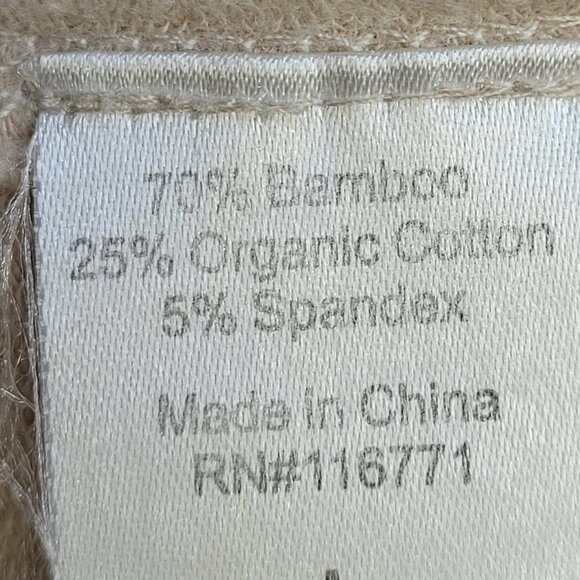 70% Bamboo
25% Organic Cotton
5% Spandex
Made in China
RN#116771